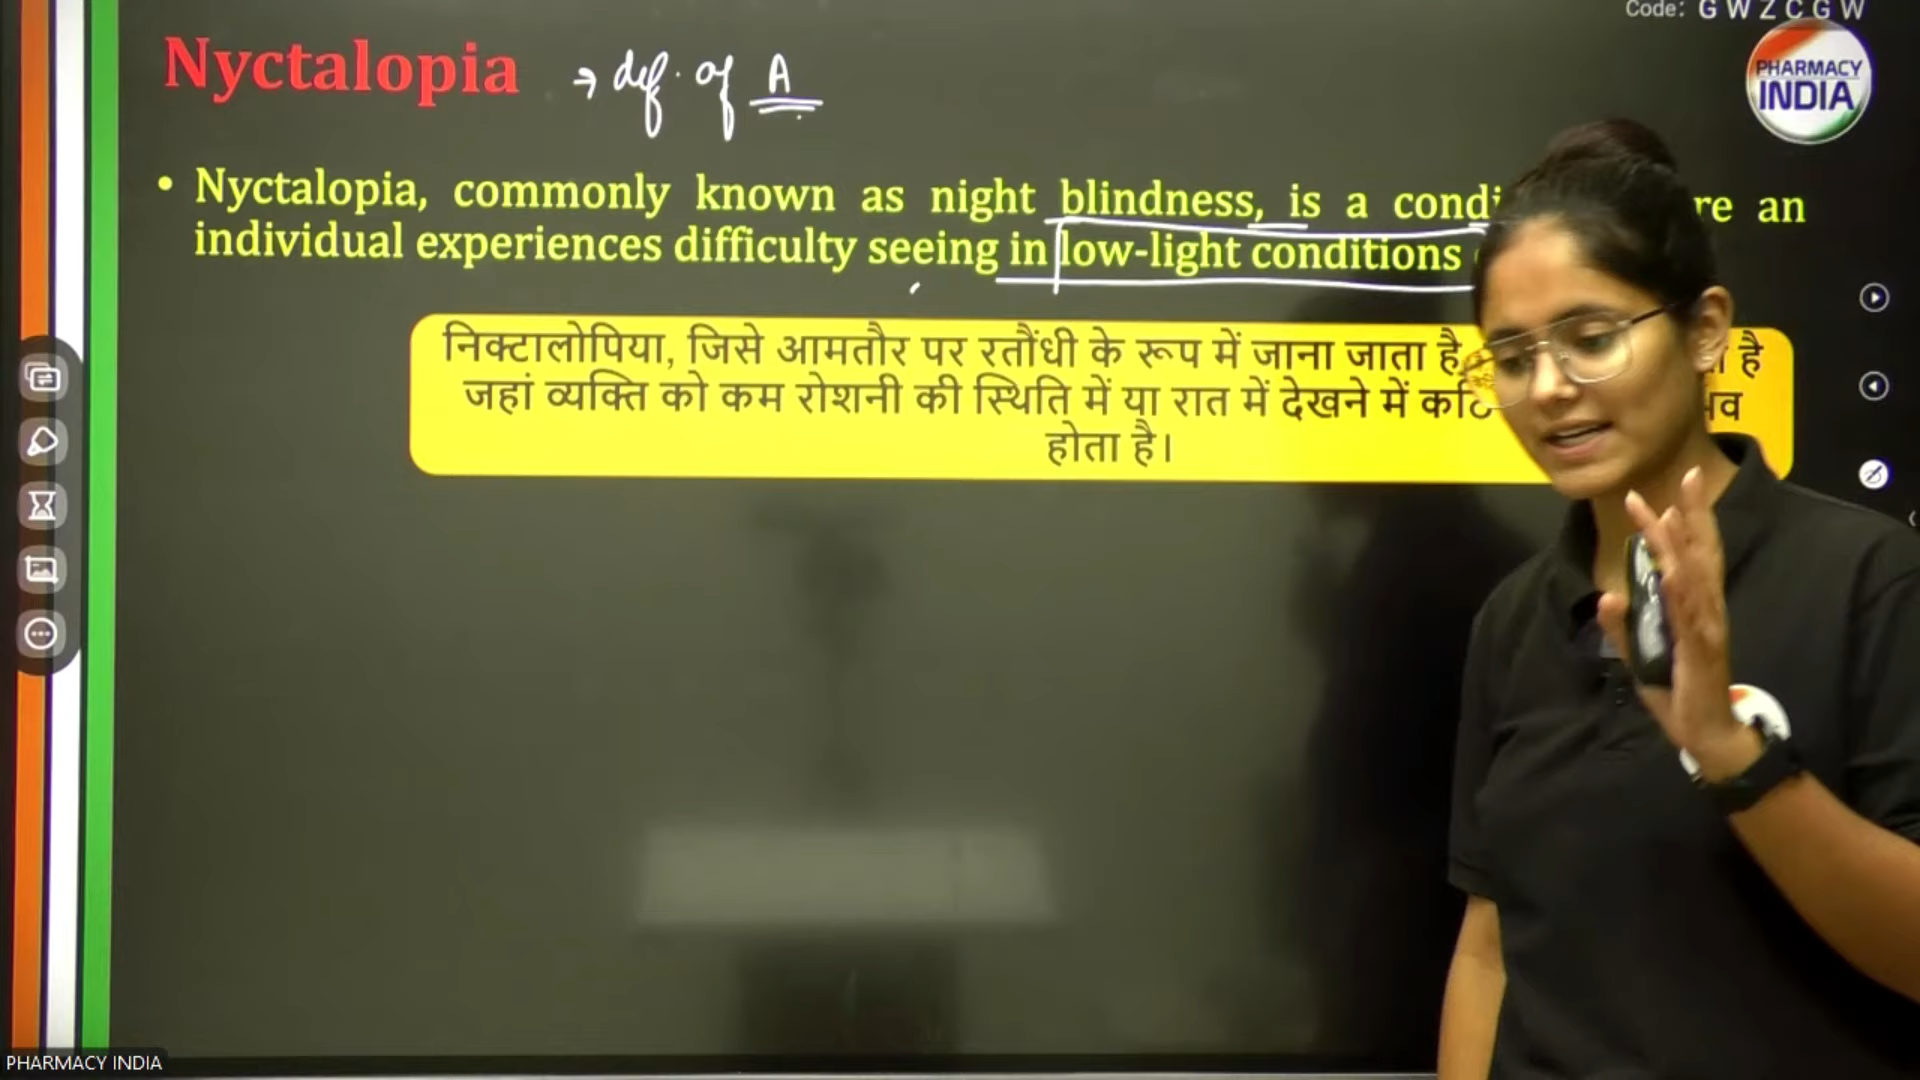 Code: G W Z C G W
Nyctalopia → def. of A
PHARMACY
INDIA
• Nyctalopia, commonly known as night blindness, is a condi re an
individual experiences difficulty seeing in low-light conditions
निक्टालोपिया, जिसे आमतौर पर रतौंधी के रूप में जाना जाता है, है
जहां व्यक्ति को कम रोशनी की स्थिति में या रात में देखने में
होता है।
PHARMACY INDIA